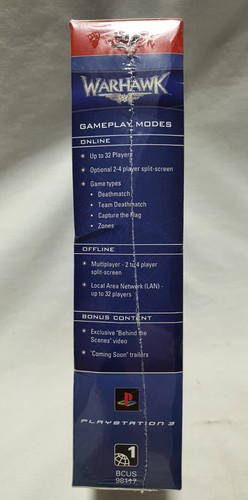 WARHAWK
GAMEPLAY MODES
ONLINE
Up to 32 Players
Optional 2-4 player split-screen
Game types
• Deathmatch
• Team Deathmatch
• Capture the Flag
• Zones
OFFLINE
Multiplayer - 2 to 4 player
split-screen
Local Area Network (LAN) -
up to 32 players
BONUS CONTENT
Exclusive "Behind the
Scenes" video
"Coming Soon" trailers
PLAYSTATION 3
1
BCUS
98117